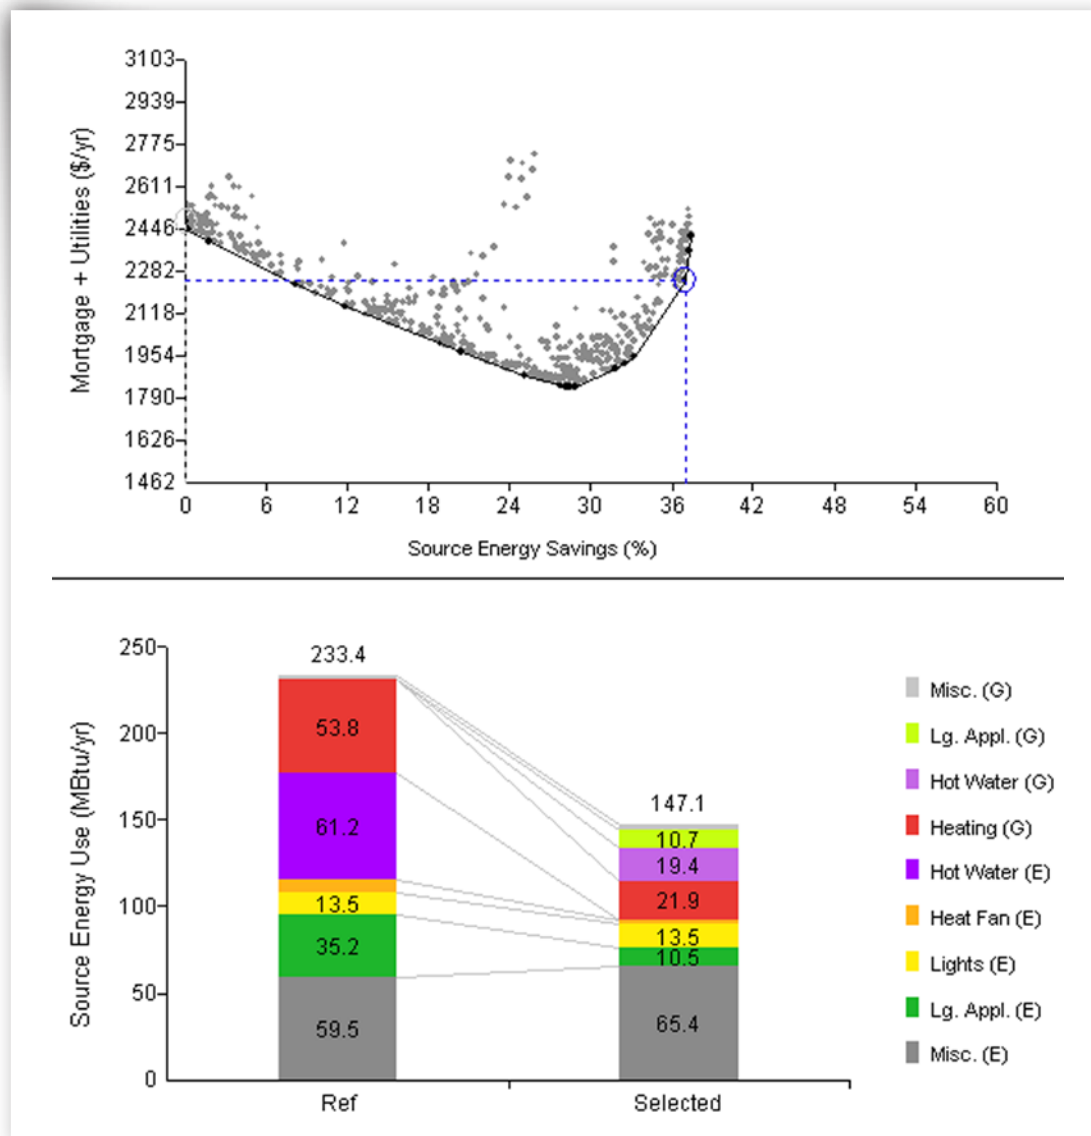 Mortgage + Utilities ($/yr)
3103
2939
2775
2611
2446
2282
2118
1954
1790
1626
1462
0 6 12 18 24 30 36 42 48 54 60
Source Energy Savings (%)
Source Energy Use (MBtu/yr)
250
200
150
100
50
0
233.4
53.8
61.2
13.5
35.2
59.5
147.1
10.7
19.4
21.9
13.5
10.5
65.4
Ref Selected
Misc. (G)
Lg. Appl. (G)
Hot Water (G)
Heating (G)
Hot Water (E)
Heat Fan (E)
Lights (E)
Lg. Appl. (E)
Misc. (E)